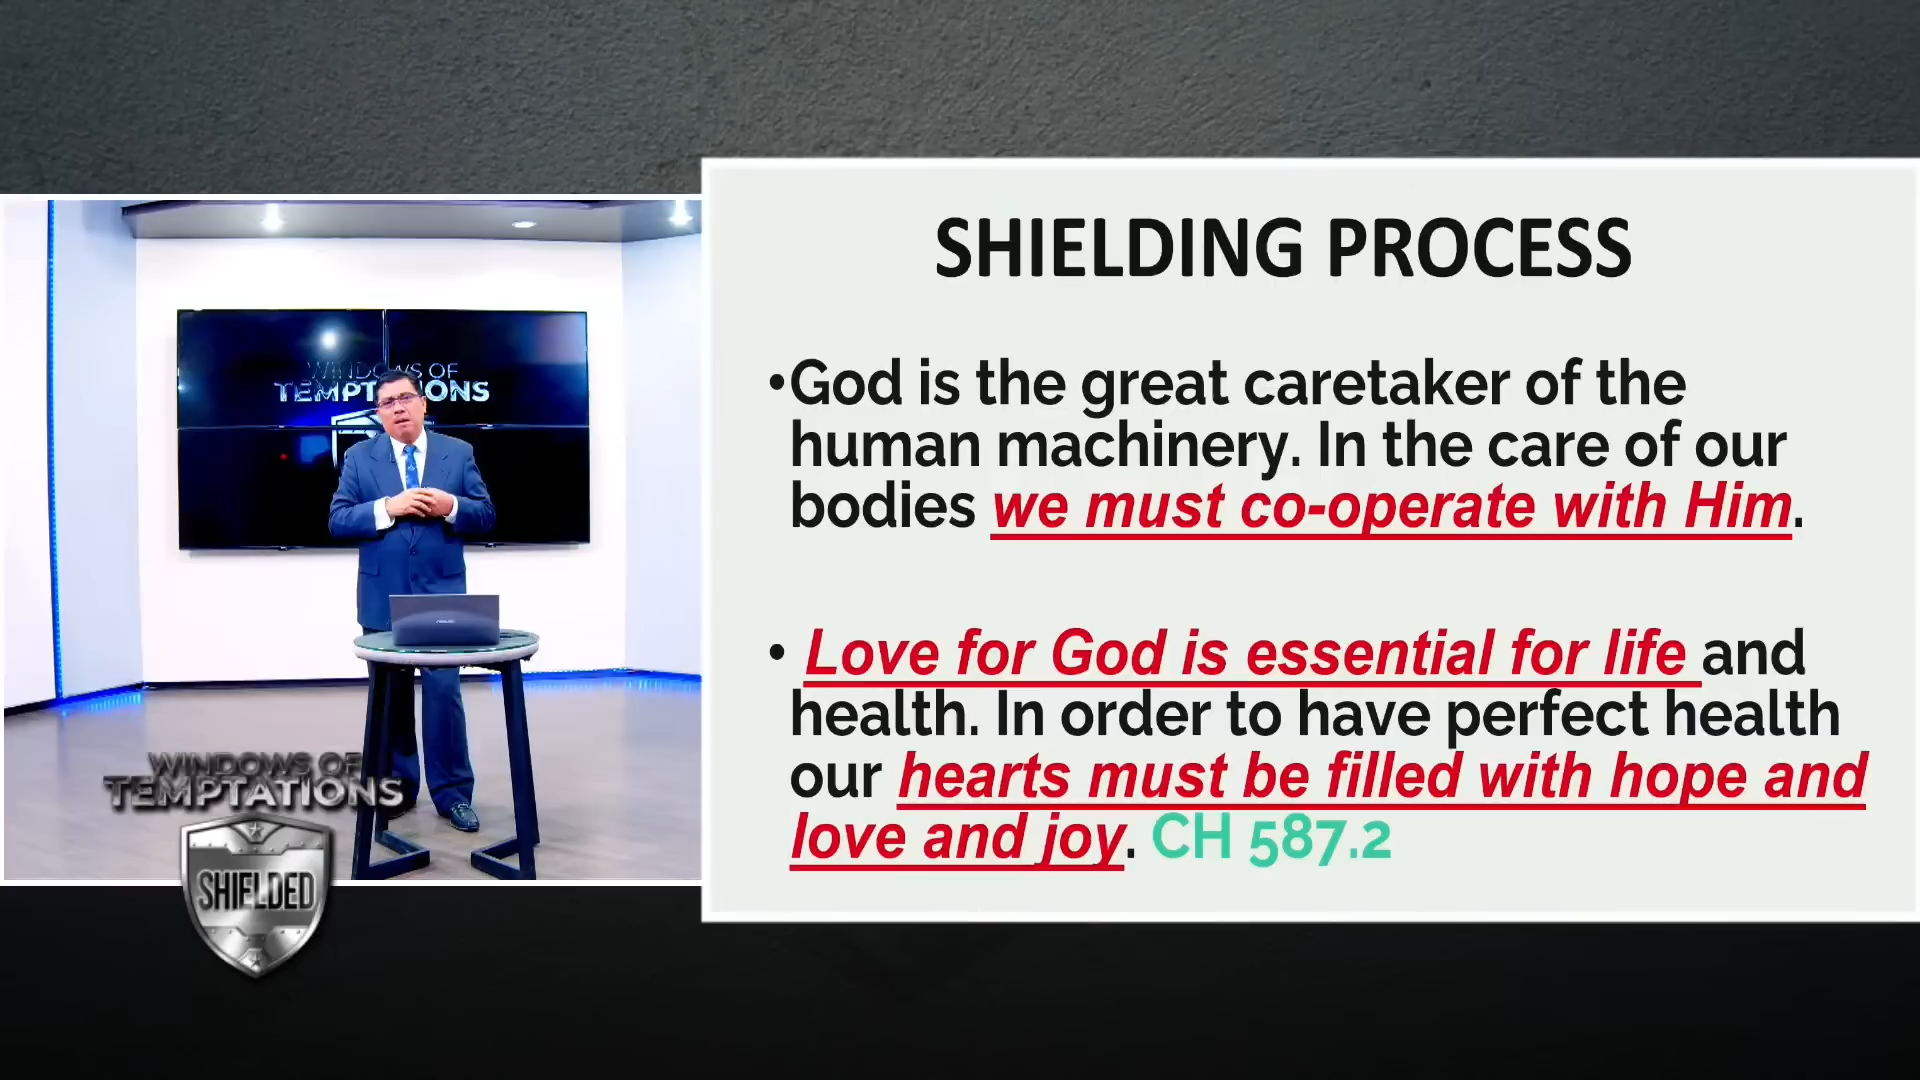 SHIELDING PROCESS
•God is the great caretaker of the
human machinery. In the care of our
bodies we must co-operate with Him.
• Love for God is essential for life and
health. In order to have perfect health
our hearts must be filled with hope and
love and joy. CH 587.2
WINDOWS OF
TEMPTATIONS
WINDOWS OF
TEMPTATIONS
SHIELDED